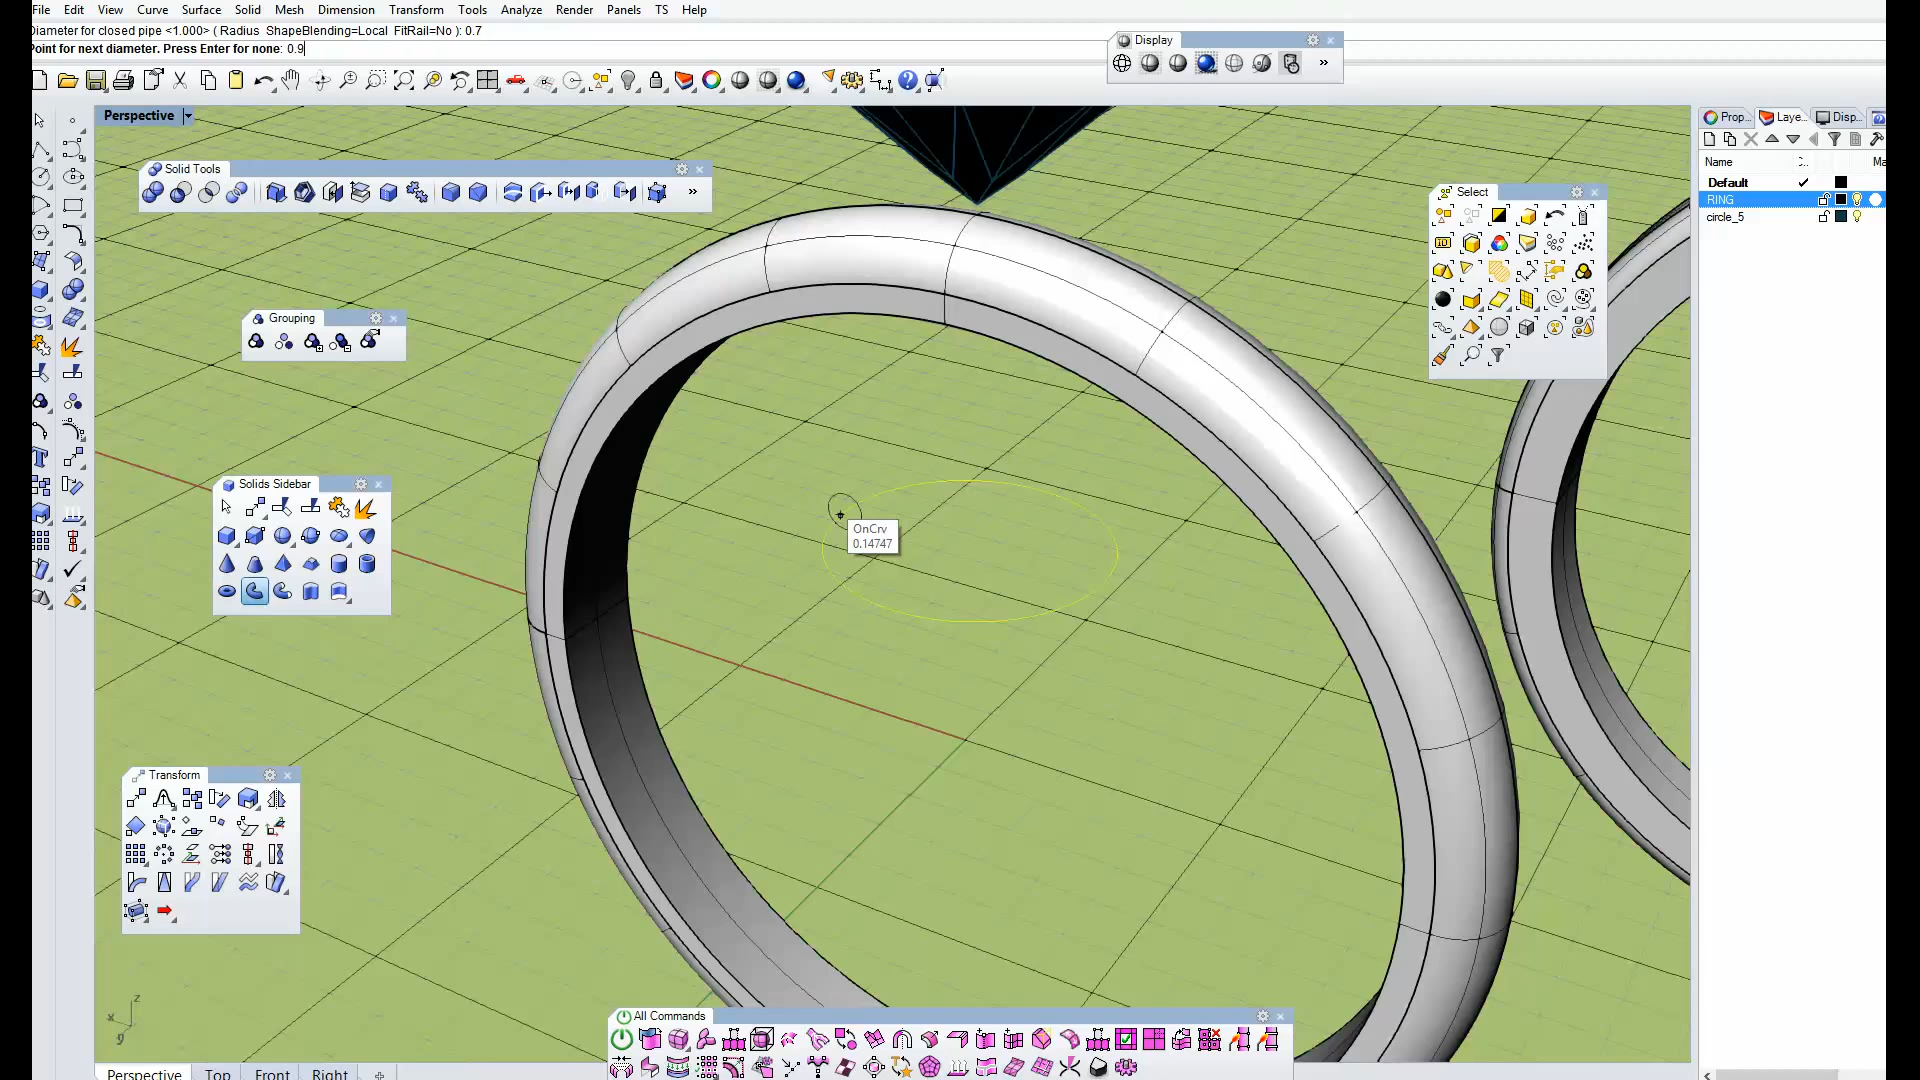 File Edit View Curve Surface Solid Mesh Dimension Transform Tools Analyze Render Panels TS Help
Diameter for closed pipe <1.000> ( Radius ShapeBlending=Local FitRail=No ): 0.7
Point for next diameter. Press Enter for none: 0.9
Display
Perspective
Solid Tools
Prop...
Laye...
Disp...
Name
Ma
Default
RING
circle_5
Select
Grouping
Solids Sidebar
OnCrv
0.14747
Transform
z
x
y
All Commands
Perspective Top Front Right